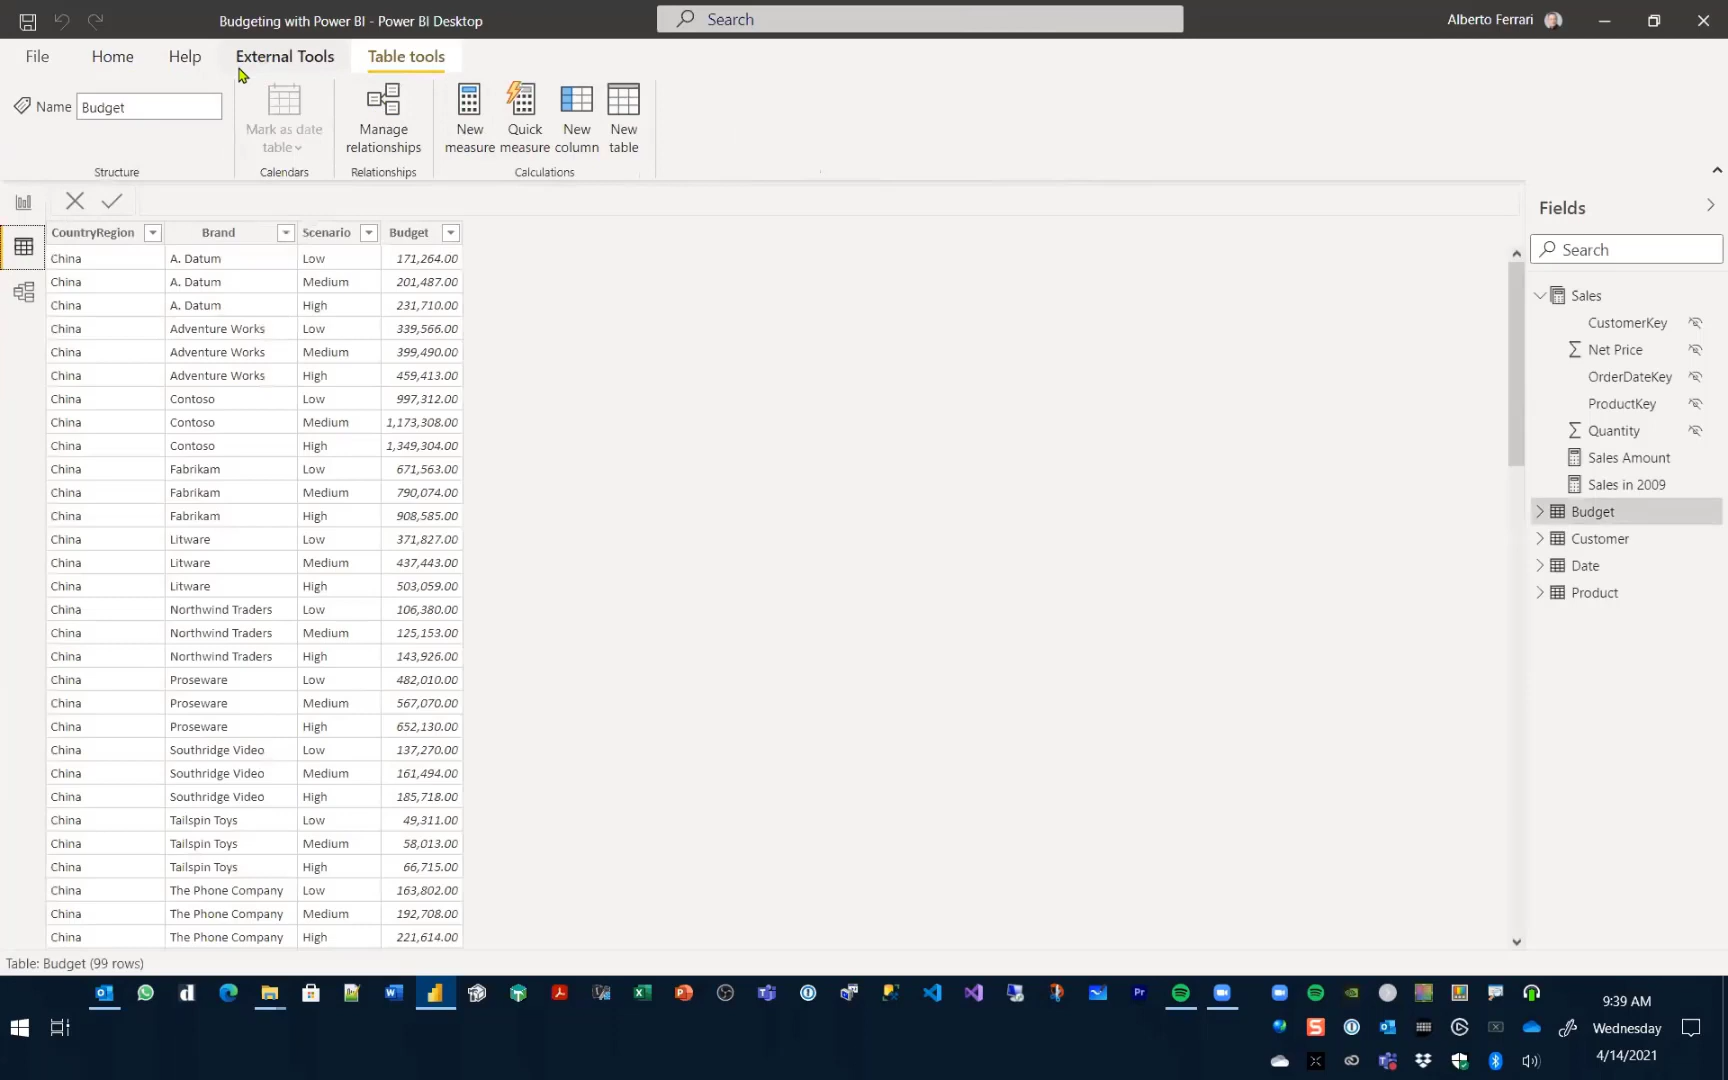 Budgeting with Power BI - Power BI Desktop
Search
Alberto Ferrari
File Home Help External Tools Table tools
Name Budget
Mark as date table
Manage relationships
New measure
Quick measure
New column
New table
Structure Calendars Relationships Calculations
CountryRegion Brand Scenario Budget
China A. Datum Low 171,264.00
China A. Datum Medium 201,487.00
China A. Datum High 231,710.00
China Adventure Works Low 339,566.00
China Adventure Works Medium 399,490.00
China Adventure Works High 459,413.00
China Contoso Low 997,312.00
China Contoso Medium 1,173,308.00
China Contoso High 1,349,304.00
China Fabrikam Low 671,563.00
China Fabrikam Medium 790,074.00
China Fabrikam High 908,585.00
China Litware Low 371,827.00
China Litware Medium 437,443.00
China Litware High 503,059.00
China Northwind Traders Low 106,380.00
China Northwind Traders Medium 125,153.00
China Northwind Traders High 143,926.00
China Proseware Low 482,010.00
China Proseware Medium 567,070.00
China Proseware High 652,130.00
China Southridge Video Low 137,270.00
China Southridge Video Medium 161,494.00
China Southridge Video High 185,718.00
China Tailspin Toys Low 49,311.00
China Tailspin Toys Medium 58,013.00
China Tailspin Toys High 66,715.00
China The Phone Company Low 163,802.00
China The Phone Company Medium 192,708.00
China The Phone Company High 221,614.00
Table: Budget (99 rows)
Fields
Search
Sales
CustomerKey
Net Price
OrderDateKey
ProductKey
Quantity
Sales Amount
Sales in 2009
Budget
Customer
Date
Product
9:39 AM
Wednesday
4/14/2021